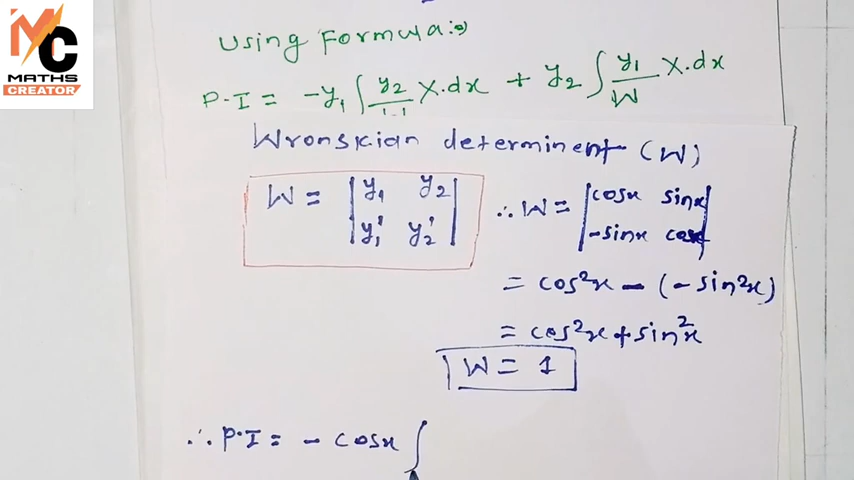 MC
MATHS
CREATOR
Using Formula:⇒
P.I = -y₁ ∫ y₂/W X.dx + y₂ ∫ y₁/W X.dx
Wronskian determinent (W)
W = |y₁ y₂|
|y₁' y₂'|
∴ W = |cosx sinx|
|-sinx cosx|
= cos²x - (-sin²x)
= cos²x + sin²x
W = 1
∴ P.I = - cosx ∫